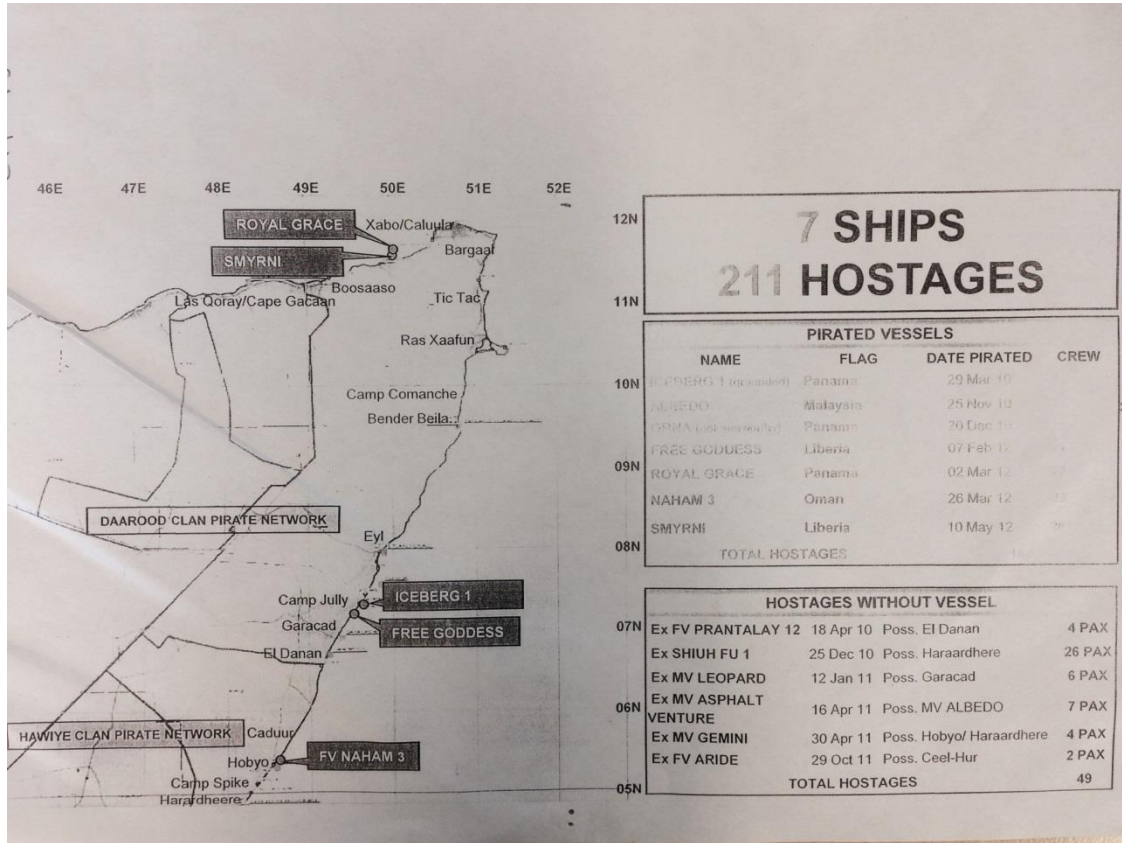 46E 47E 48E 49E 50E 51E 52E
12N
11N
10N
09N
08N
07N
06N
05N
ROYAL GRACE
Xabo/Caluula
SMYRNI
Bargaal
Boosaaso
Las Qoray/Cape Gacaan
Tic Tac
Ras Xaafun
Camp Comanche
Bender Beila
DAAROOD CLAN PIRATE NETWORK
Eyl
Camp Jully
ICEBERG 1
Garacad
FREE GODDESS
El Danan
HAWIYE CLAN PIRATE NETWORK
Caduur
Hobyo
FV NAHAM 3
Camp Spike
Harardheere
7 SHIPS
211 HOSTAGES
PIRATED VESSELS
NAME FLAG DATE PIRATED CREW
ICEBERG 1 (grounded) Panama 29 Mar 10
ALBEDO Malaysia 25 Nov 10
Panama 20 Dec 10
FREE GODDESS Liberia 07 Feb 12
ROYAL GRACE Panama 02 Mar 12
NAHAM 3 Oman 26 Mar 12
SMYRNI Liberia 10 May 12
TOTAL HOSTAGES
HOSTAGES WITHOUT VESSEL
Ex FV PRANTALAY 12 18 Apr 10 Poss. El Danan 4 PAX
Ex SHIUH FU 1 25 Dec 10 Poss. Haraardhere 26 PAX
Ex MV LEOPARD 12 Jan 11 Poss. Garacad 6 PAX
Ex MV ASPHALT
VENTURE 16 Apr 11 Poss. MV ALBEDO 7 PAX
Ex MV GEMINI 30 Apr 11 Poss. Hobyo/ Haraardhere 4 PAX
Ex FV ARIDE 29 Oct 11 Poss. Ceel-Hur 2 PAX
TOTAL HOSTAGES 49